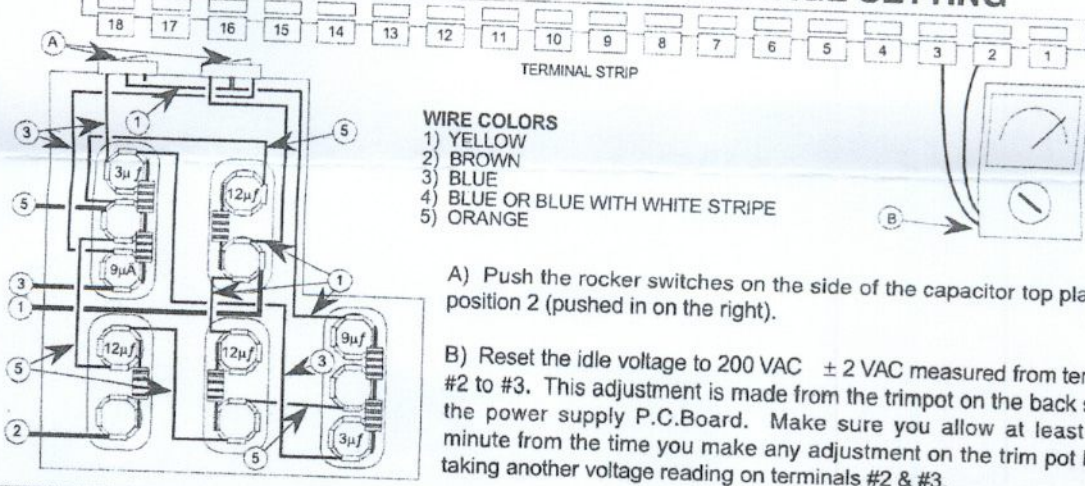 SETTING
18 17 16 15 14 13 12 11 10 9 8 7 6 5 4 3 2 1
TERMINAL STRIP
A
1
3
5
3µf
12µf
5
9µA
3
1
1
12µf
12µf
9µf
3
5
2
5
5
3µf
B
WIRE COLORS
1) YELLOW
2) BROWN
3) BLUE
4) BLUE OR BLUE WITH WHITE STRIPE
5) ORANGE
A) Push the rocker switches on the side of the capacitor top
position 2 (pushed in on the right).
B) Reset the idle voltage to 200 VAC ± 2 VAC measured from
#2 to #3. This adjustment is made from the trimpot on the back
the power supply P.C.Board. Make sure you allow at least
minute from the time you make any adjustment on the trim pot
taking another voltage reading on terminals #2 & #3.